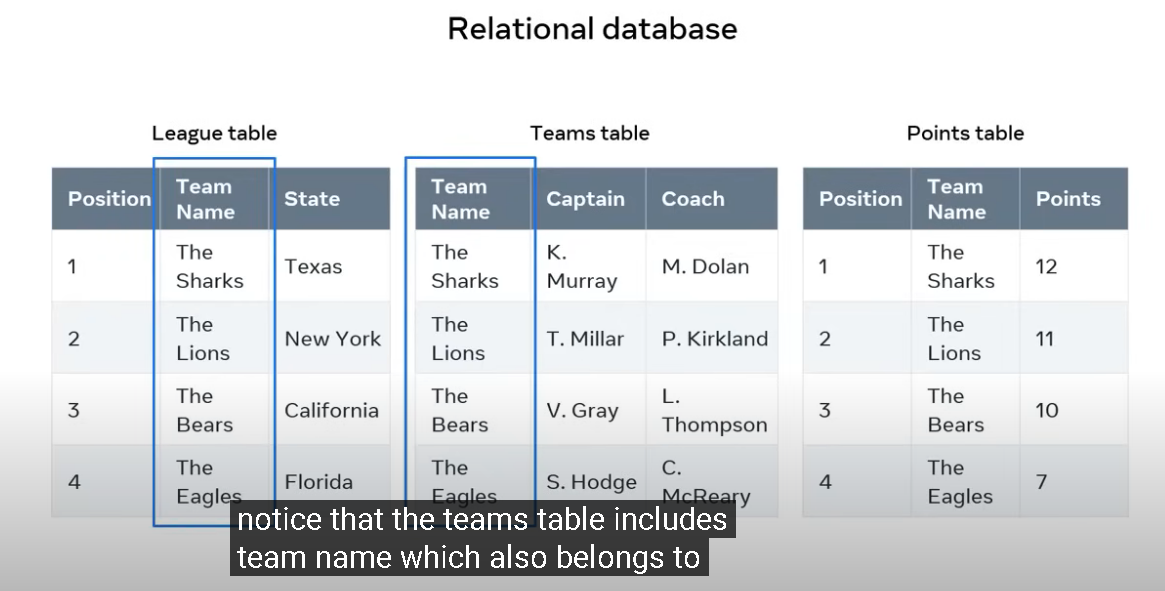 Relational database
League table
Teams table
Points table
Position Team Name State
1 The Sharks Texas
2 The Lions New York
3 The Bears California
4 The Eagles Florida
Team Name Captain Coach
The Sharks K. Murray M. Dolan
The Lions T. Millar P. Kirkland
The Bears V. Gray L. Thompson
The Eagles S. Hodge C. McReary
Position Team Name Points
1 The Sharks 12
2 The Lions 11
3 The Bears 10
4 The Eagles 7
notice that the teams table includes
team name which also belongs to